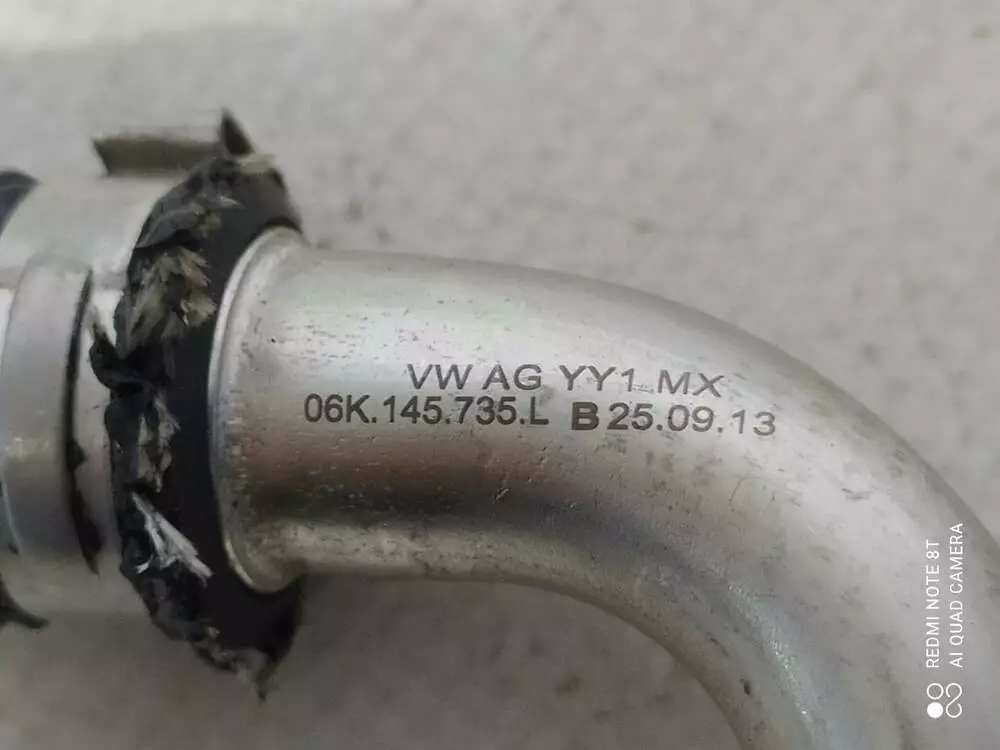 VW AG YY1 MX
06K.145.735.L B 25.09.13
REDMI NOTE 8T
AI QUAD CAMERA